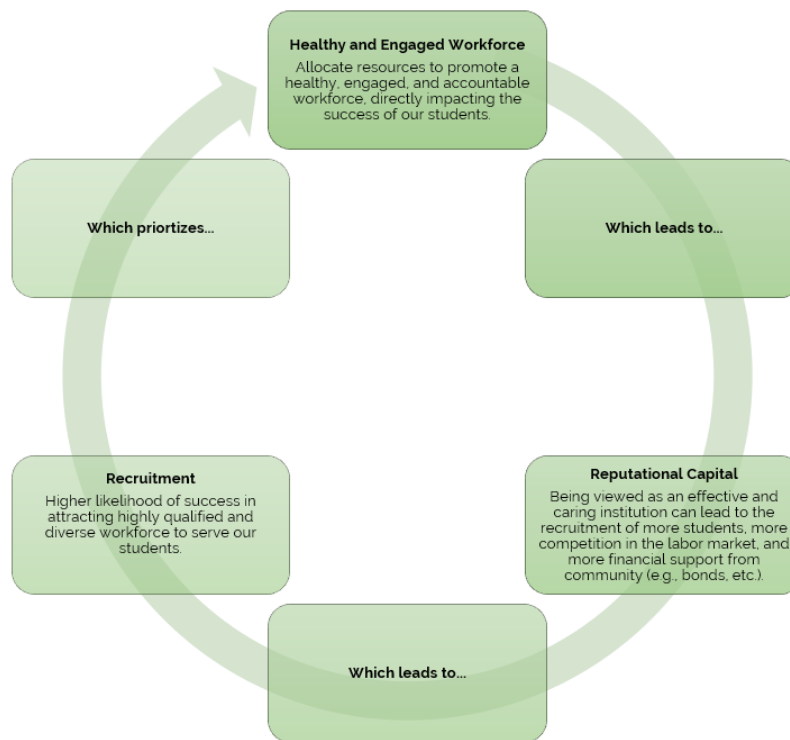 Healthy and Engaged Workforce
Allocate resources to promote a
healthy, engaged, and accountable
workforce, directly impacting the
success of our students.
Which leads to...
Reputational Capital
Being viewed as an effective and
caring institution can lead to the
recruitment of more students, more
competition in the labor market, and
more financial support from
community (e.g., bonds, etc.).
Which leads to...
Recruitment
Higher likelihood of success in
attracting highly qualified and
diverse workforce to serve our
students.
Which priortizes...